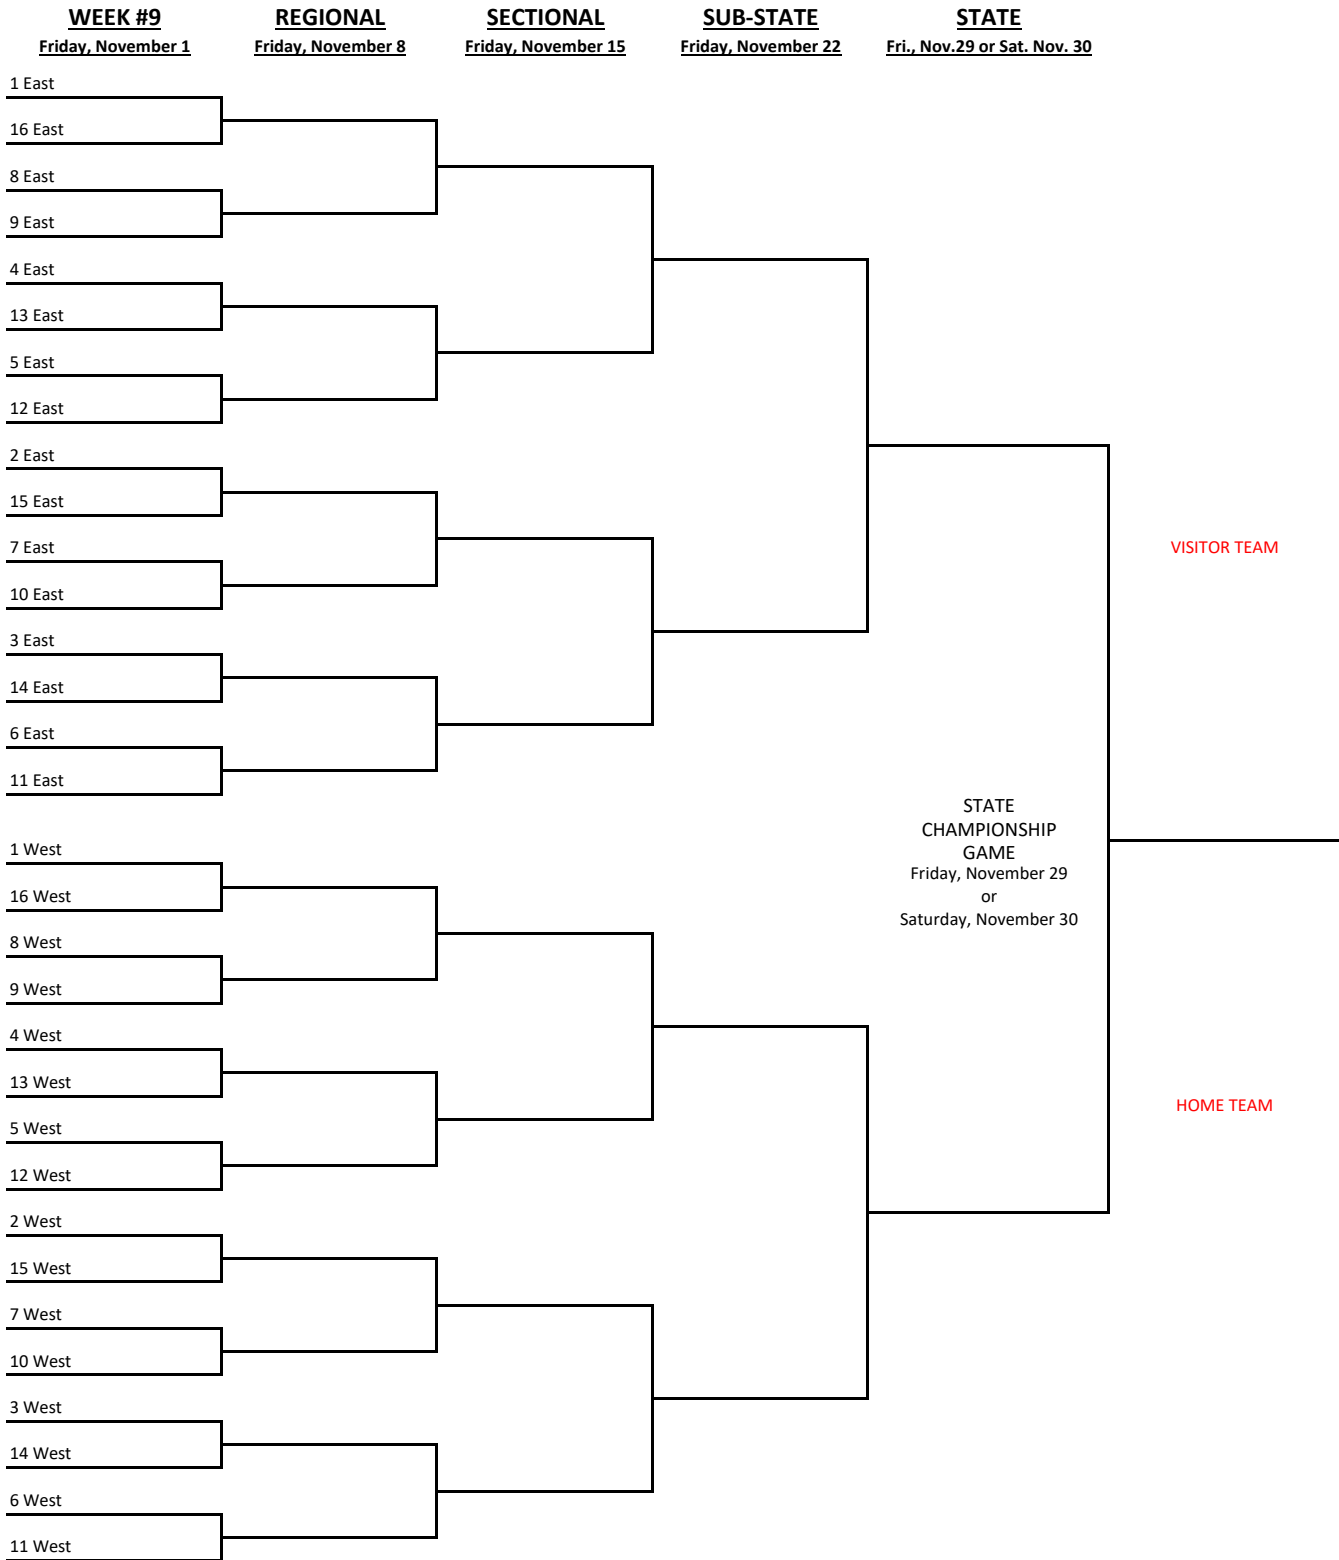 WEEK #9
Friday, November 1
REGIONAL
Friday, November 8
SECTIONAL
Friday, November 15
SUB-STATE
Friday, November 22
STATE
Fri., Nov.29 or Sat. Nov. 30
1 East
16 East
8 East
9 East
4 East
13 East
5 East
12 East
2 East
15 East
7 East
10 East
3 East
14 East
6 East
11 East
VISITOR TEAM
STATE
CHAMPIONSHIP
GAME
Friday, November 29
or
Saturday, November 30
1 West
16 West
8 West
9 West
4 West
13 West
5 West
12 West
2 West
15 West
7 West
10 West
3 West
14 West
6 West
11 West
HOME TEAM